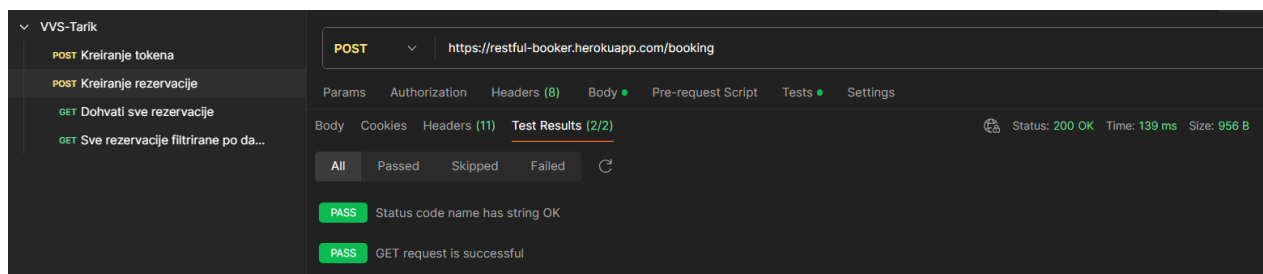 VVS-Tarik
POST Kreiranje tokena
POST Kreiranje rezervacije
GET Dohvati sve rezervacije
GET Sve rezervacije filtrirane po da...
POST https://restful-booker.herokuapp.com/booking
Params Authorization Headers (8) Body Pre-request Script Tests Settings
Body Cookies Headers (11) Test Results (2/2) Status: 200 OK Time: 139 ms Size: 956 B
All Passed Skipped Failed
PASS Status code name has string OK
PASS GET request is successful